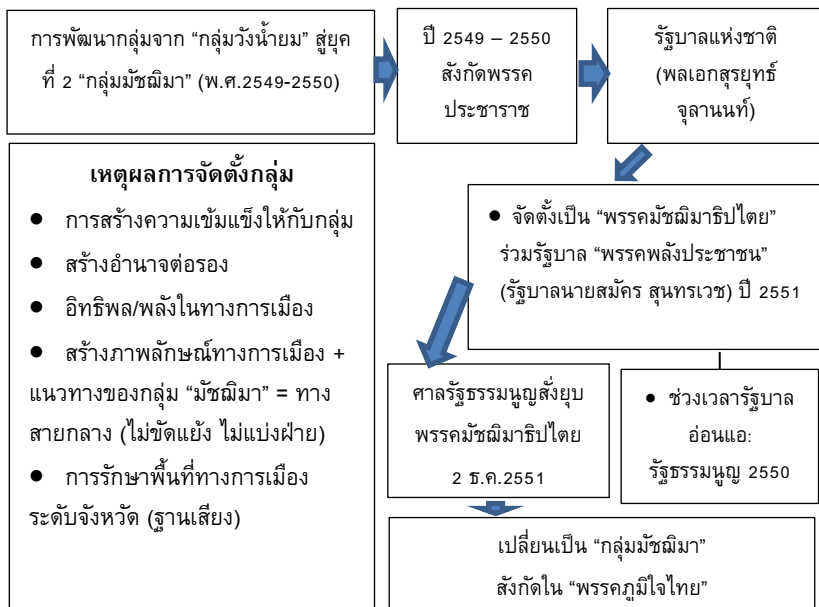 การพัฒนากลุ่มจาก “กลุ่มวังน้ำยม” สู่ยุค
ที่ 2 “กลุ่มมัชฌิมา” (พ.ศ.2549-2550)
ปี 2549 – 2550
สังกัดพรรค
ประชาราช
รัฐบาลแห่งชาติ
(พลเอกสุรยุทธ์
จุลานนท์)
เหตุผลการจัดตั้งกลุ่ม
● การสร้างความเข้มแข็งให้กับกลุ่ม
● สร้างอำนาจต่อรอง
● อิทธิพล/พลังในทางการเมือง
● สร้างภาพลักษณ์ทางการเมือง +
แนวทางของกลุ่ม “มัชฌิมา” = ทาง
สายกลาง (ไม่ขัดแย้ง ไม่แบ่งฝ่าย)
● การรักษาพื้นที่ทางการเมือง
ระดับจังหวัด (ฐานเสียง)
● จัดตั้งเป็น “พรรคมัชฌิมาธิปไตย”
ร่วมรัฐบาล “พรรคพลังประชาชน”
(รัฐบาลนายสมัคร สุนทรเวช) ปี 2551
ศาลรัฐธรรมนูญสั่งยุบ
พรรคมัชฌิมาธิปไตย
2 ธ.ค.2551
● ช่วงเวลารัฐบาล
อ่อนแอ:
รัฐธรรมนูญ 2550
เปลี่ยนเป็น “กลุ่มมัชฌิมา”
สังกัดใน “พรรคภูมิใจไทย”